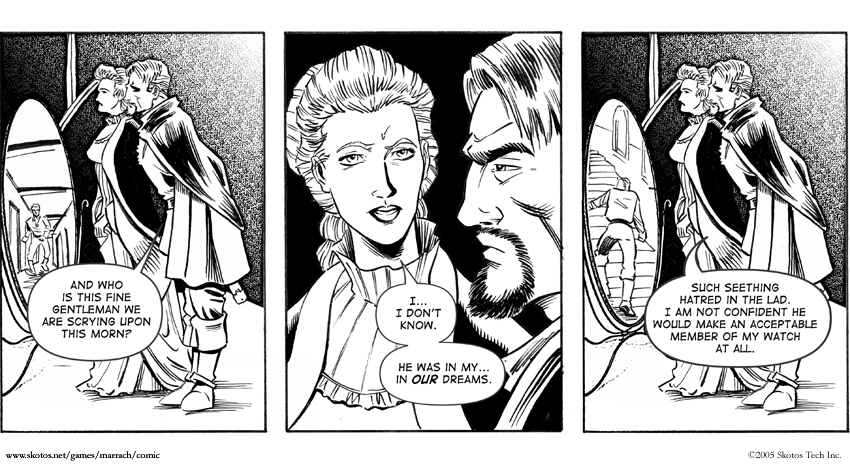 AND WHO
IS THIS FINE
GENTLEMAN WE
ARE SCRYING UPON
THIS MORN?
I...
I DON'T
KNOW.
HE WAS IN MY...
IN OUR DREAMS.
SUCH SEETHING
HATRED IN THE LAD.
I AM NOT CONFIDENT HE
WOULD MAKE AN ACCEPTABLE
MEMBER OF MY WATCH
AT ALL.
www.skotos.net/games/marrach/comic
©2005 Skotos Tech Inc.